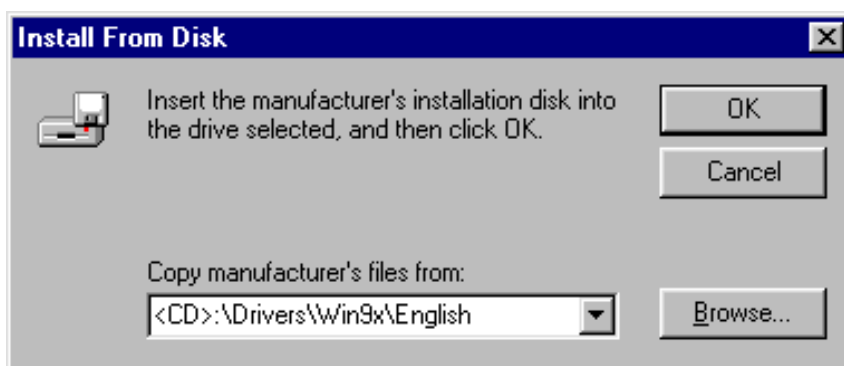 Install From Disk
Insert the manufacturer's installation disk into
the drive selected, and then click OK.
OK
Cancel
Copy manufacturer's files from:
<CD>:\Drivers\Win9x\English
Browse...